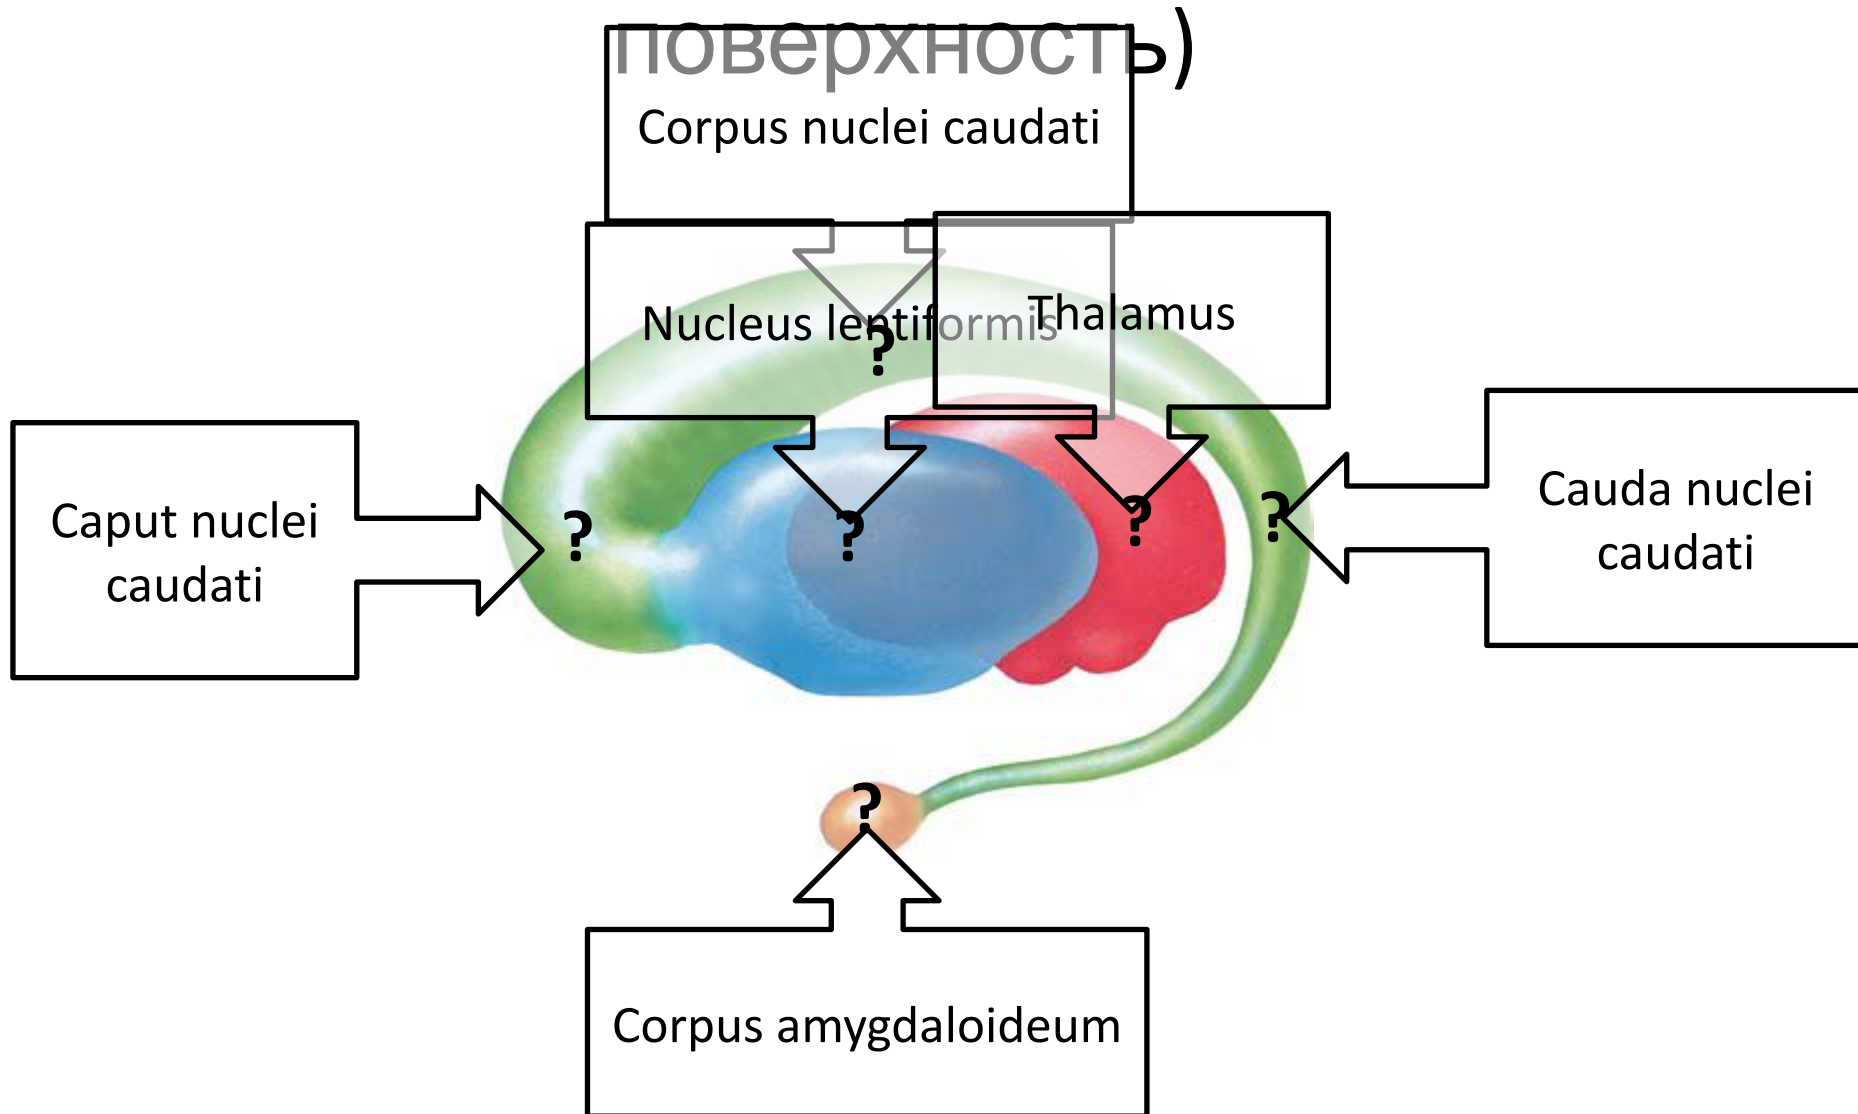 поверхность)
Corpus nuclei caudati
Nucleus lentiformis
Thalamus
?
Caput nuclei
caudati
?
?
?
?
Cauda nuclei
caudati
?
Corpus amygdaloideum